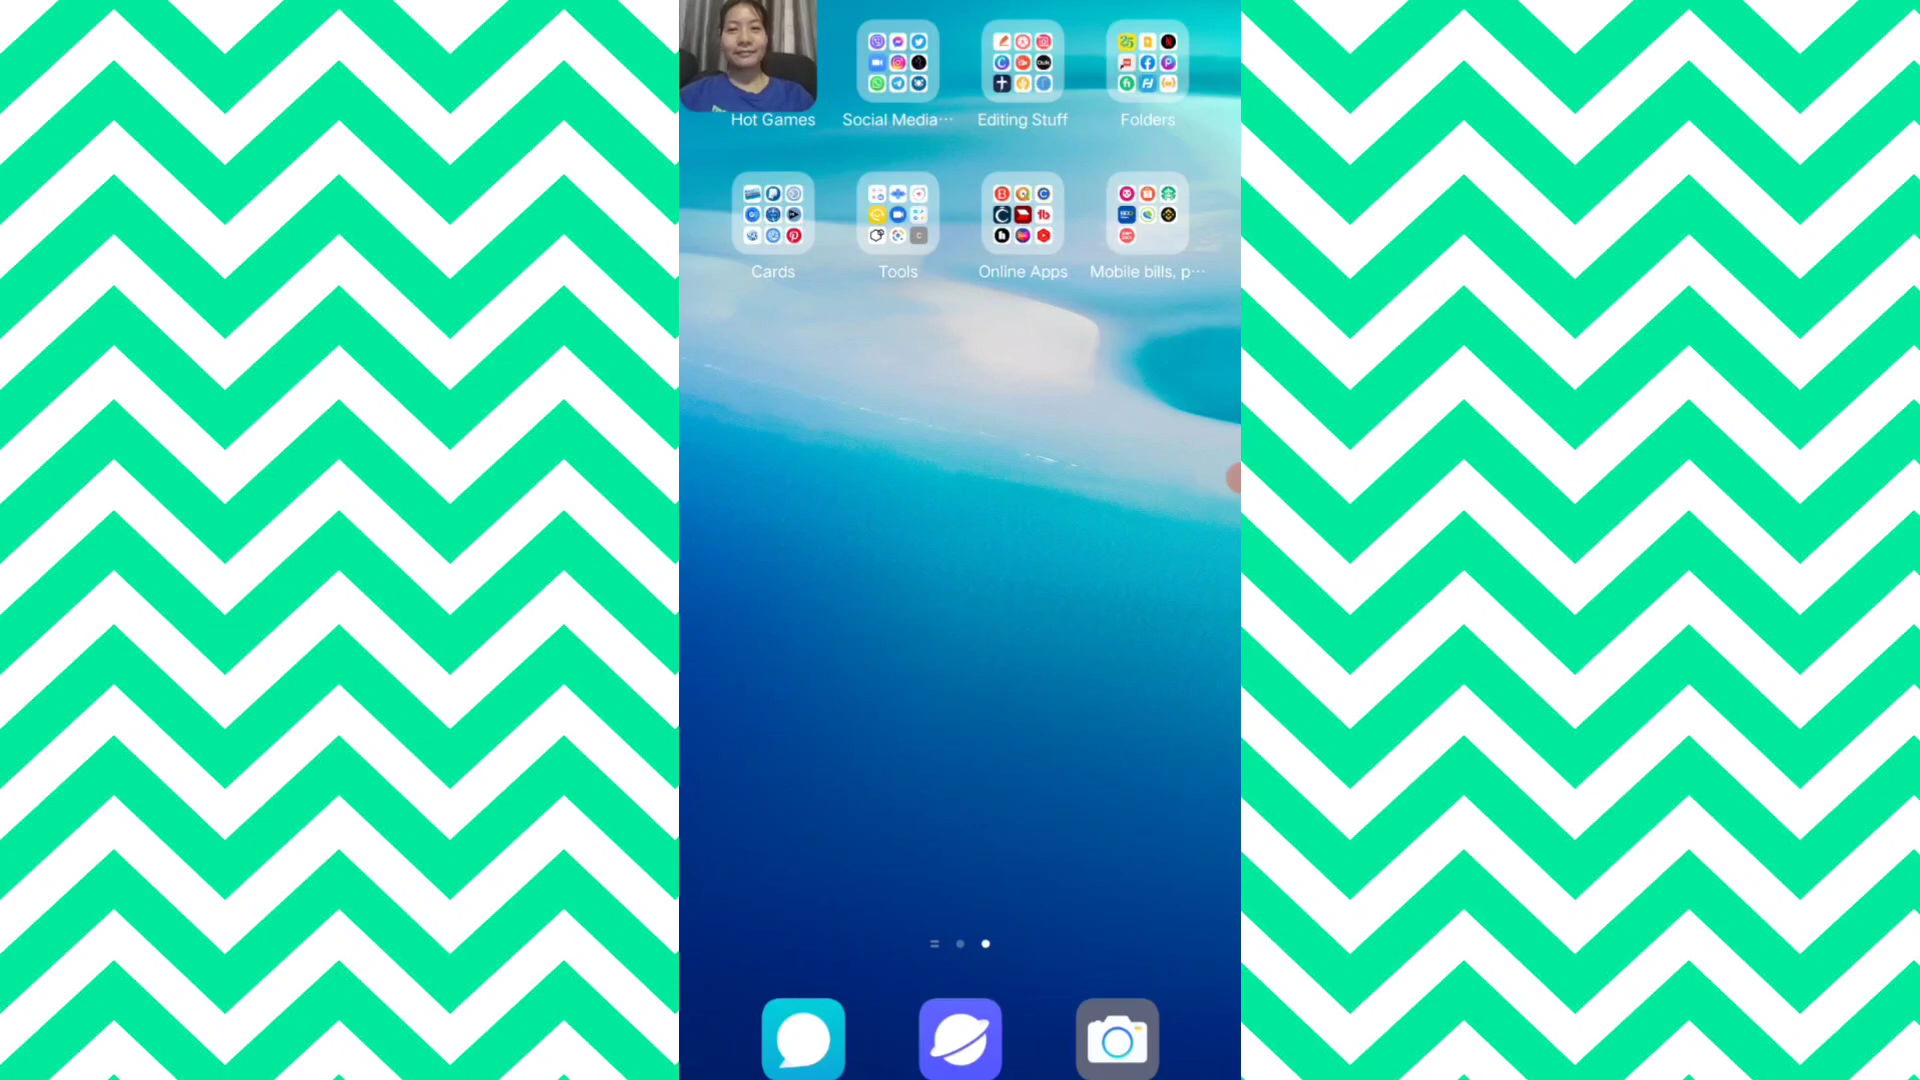 Hot Games
Social Media···
Editing Stuff
Folders
Cards
Tools
Online Apps
Mobile bills, p···